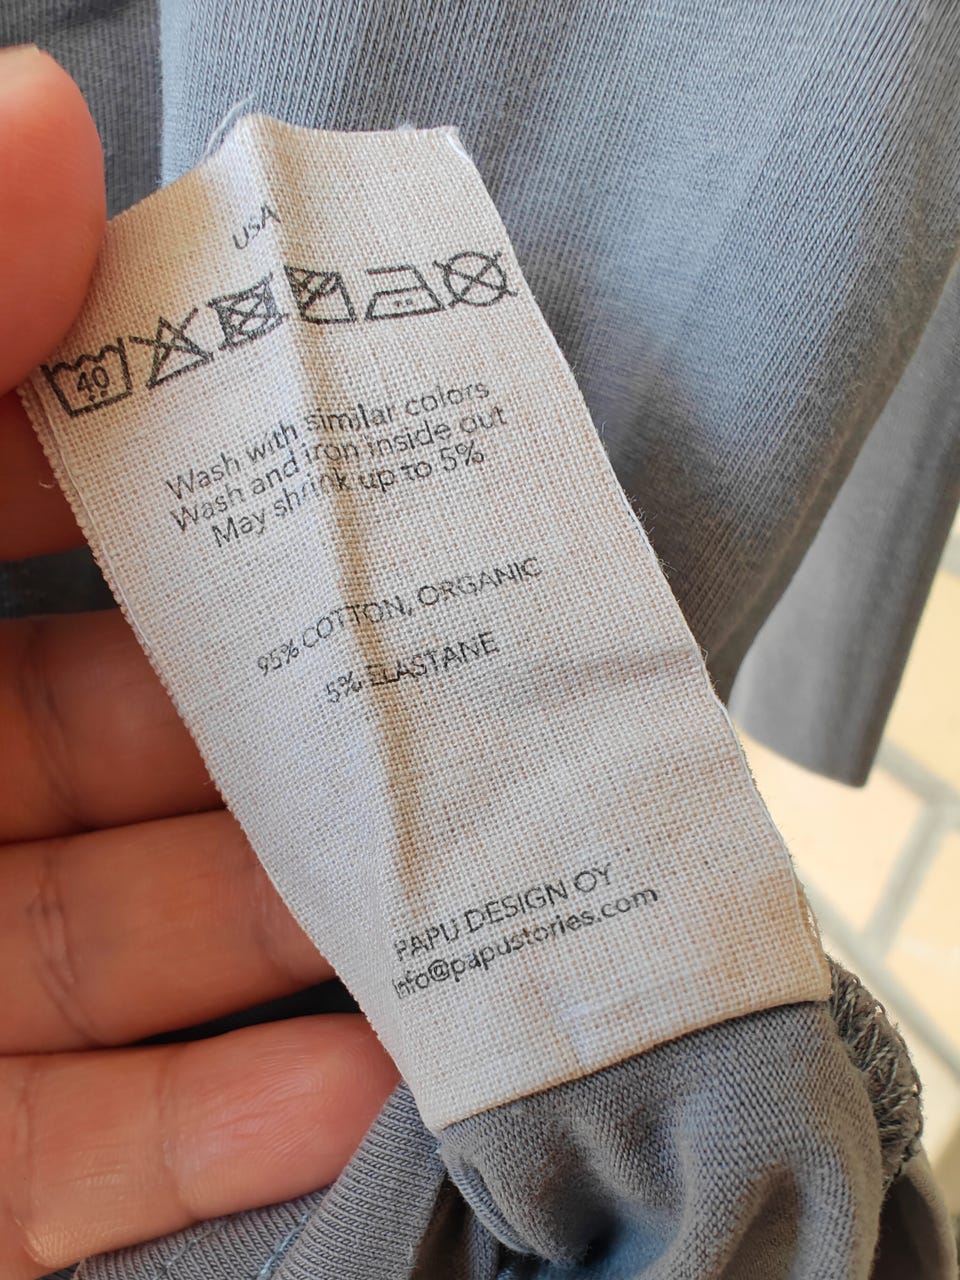 USA
40
Wash with similar colors
Wash and iron inside out
May shrink up to 5%
95% COTTON, ORGANIC
5% ELASTANE
PAPU DESIGN OY
info@papustories.com